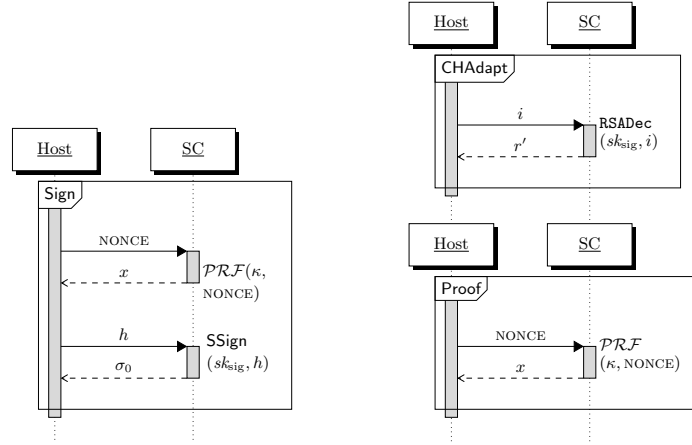 Host SC
Sign
NONCE
x
PRF(κ,
NONCE)
h
σ₀
SSign
(sk_sig, h)
Host SC
CHAdapt
i
r′
RSADec
(sk_sig, i)
Host SC
Proof
NONCE
x
PRF
(κ, NONCE)